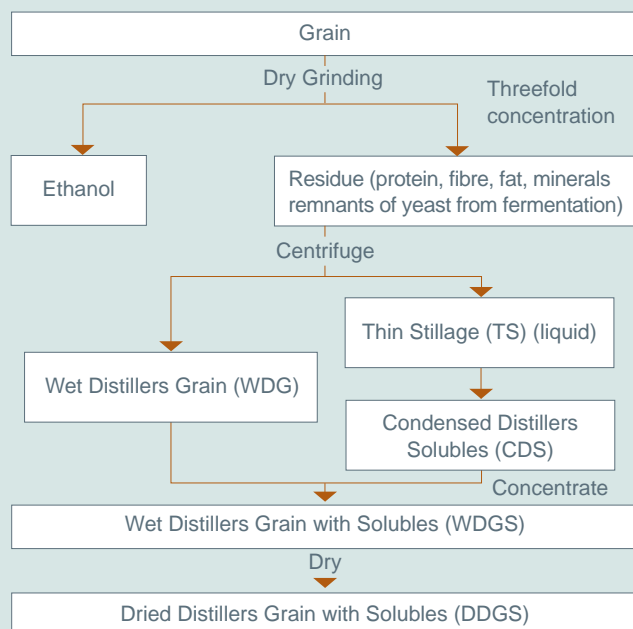 Grain
Dry Grinding
Threefold
concentration
Ethanol
Residue (protein, fibre, fat, minerals
remnants of yeast from fermentation)
Centrifuge
Thin Stillage (TS) (liquid)
Wet Distillers Grain (WDG)
Condensed Distillers
Solubles (CDS)
Concentrate
Wet Distillers Grain with Solubles (WDGS)
Dry
Dried Distillers Grain with Solubles (DDGS)